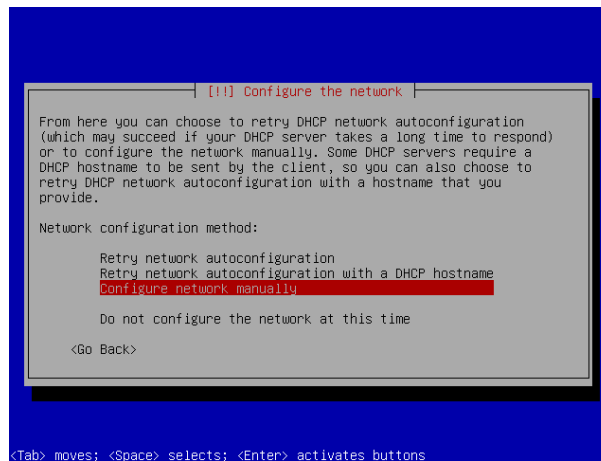 [!!] Configure the network
From here you can choose to retry DHCP network autoconfiguration
(which may succeed if your DHCP server takes a long time to respond)
or to configure the network manually. Some DHCP servers require a
DHCP hostname to be sent by the client, so you can also choose to
retry DHCP network autoconfiguration with a hostname that you
provide.
Network configuration method:
Retry network autoconfiguration
Retry network autoconfiguration with a DHCP hostname
Configure network manually
Do not configure the network at this time
<Go Back>
<Tab> moves; <Space> selects; <Enter> activates buttons